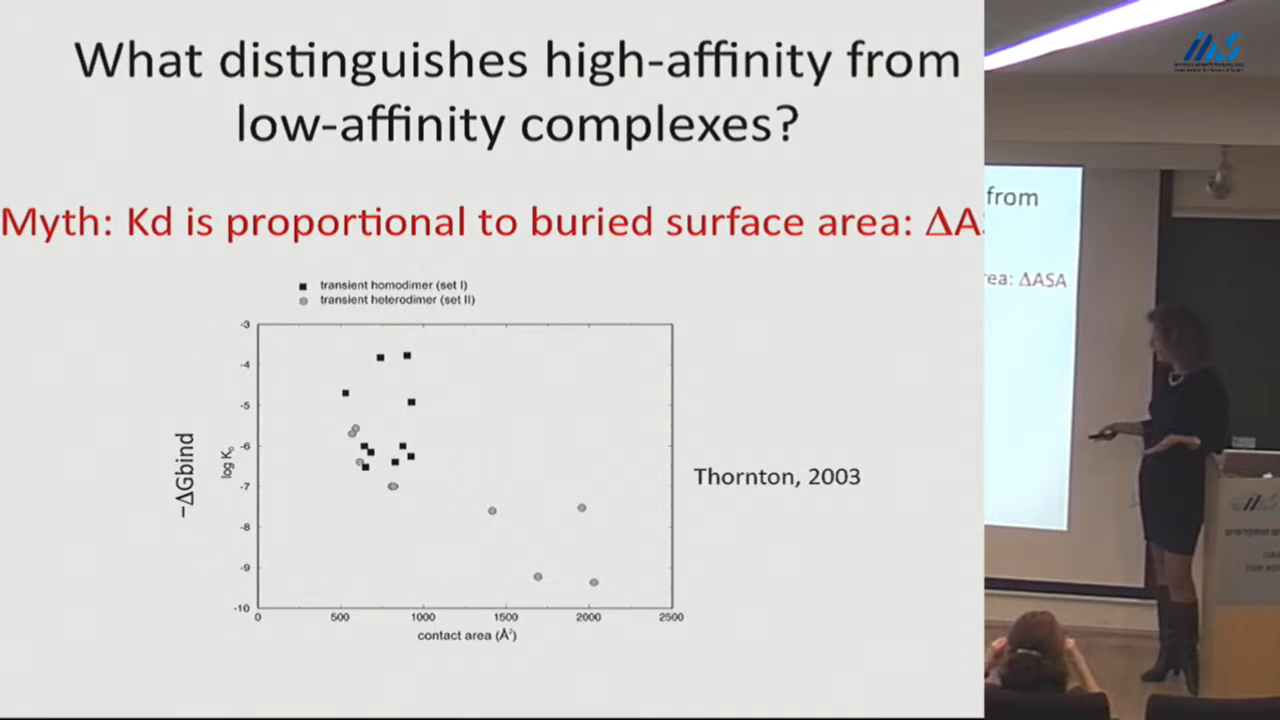 What distinguishes high-affinity from
low-affinity complexes?
Myth: Kd is proportional to buried surface area: ΔA
transient homodimer (set I)
transient heterodimer (set II)
-3
-4
-5
-6
-7
-8
-9
-10
log K_D
−ΔGbind
0 500 1000 1500 2000 2500
contact area (Å²)
Thornton, 2003
from
ea: ΔASA